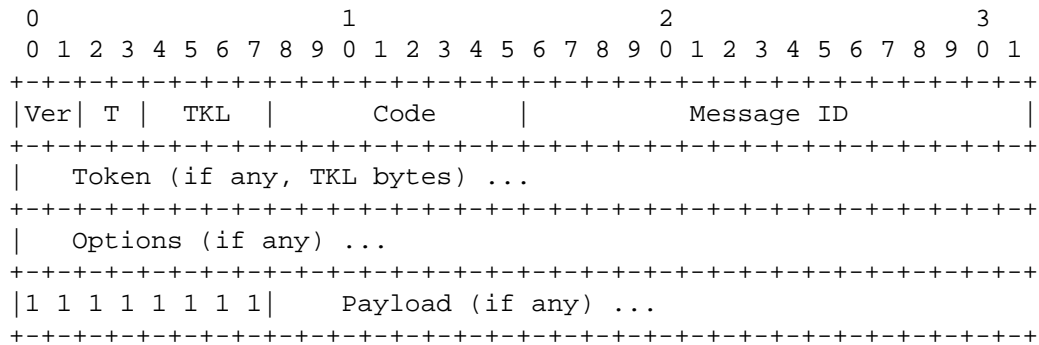 0                   1                   2                   3
 0 1 2 3 4 5 6 7 8 9 0 1 2 3 4 5 6 7 8 9 0 1 2 3 4 5 6 7 8 9 0 1
+-+-+-+-+-+-+-+-+-+-+-+-+-+-+-+-+-+-+-+-+-+-+-+-+-+-+-+-+-+-+-+-+
|Ver| T |  TKL  |      Code     |          Message ID           |
+-+-+-+-+-+-+-+-+-+-+-+-+-+-+-+-+-+-+-+-+-+-+-+-+-+-+-+-+-+-+-+-+
|   Token (if any, TKL bytes) ...
+-+-+-+-+-+-+-+-+-+-+-+-+-+-+-+-+-+-+-+-+-+-+-+-+-+-+-+-+-+-+-+-+
|   Options (if any) ...
+-+-+-+-+-+-+-+-+-+-+-+-+-+-+-+-+-+-+-+-+-+-+-+-+-+-+-+-+-+-+-+-+
|1 1 1 1 1 1 1 1|    Payload (if any) ...
+-+-+-+-+-+-+-+-+-+-+-+-+-+-+-+-+-+-+-+-+-+-+-+-+-+-+-+-+-+-+-+-+